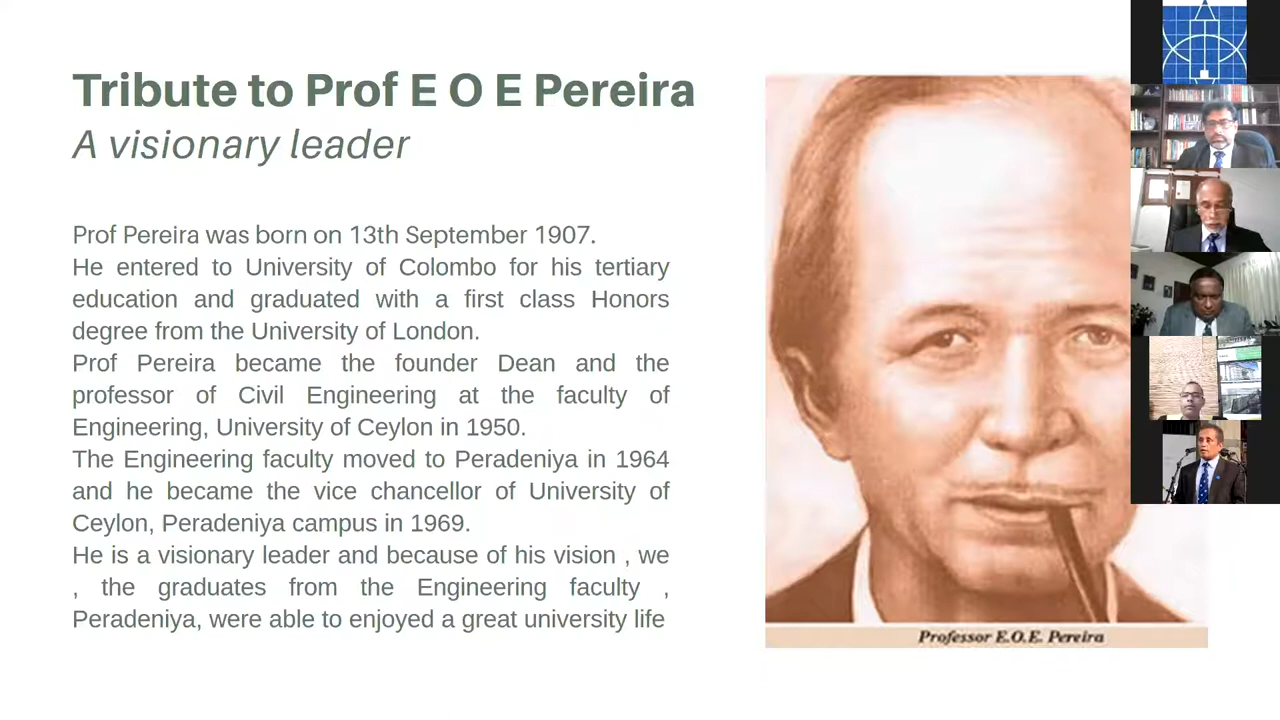 Tribute to Prof E O E Pereira
A visionary leader
Prof Pereira was born on 13th September 1907.
He entered to University of Colombo for his tertiary
education and graduated with a first class Honors
degree from the University of London.
Prof Pereira became the founder Dean and the
professor of Civil Engineering at the faculty of
Engineering, University of Ceylon in 1950.
The Engineering faculty moved to Peradeniya in 1964
and he became the vice chancellor of University of
Ceylon, Peradeniya campus in 1969.
He is a visionary leader and because of his vision , we
, the graduates from the Engineering faculty ,
Peradeniya, were able to enjoyed a great university life
Professor E.O.E. Pereira